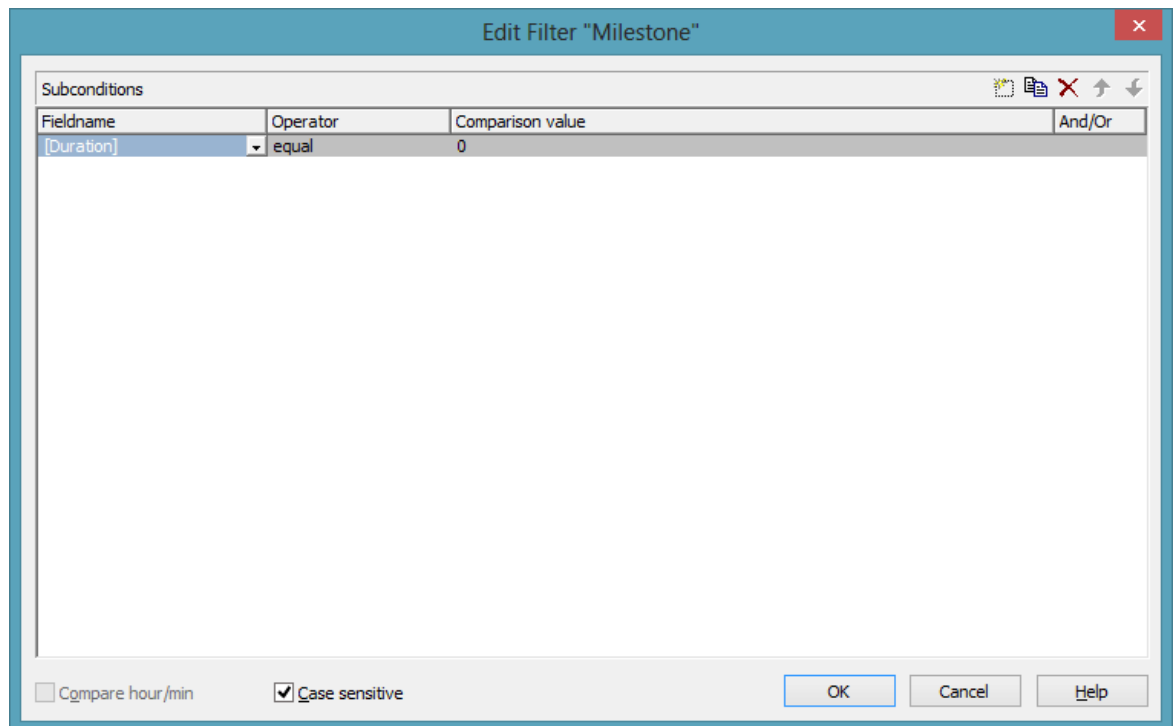 Edit Filter "Milestone"
Subconditions
Fieldname Operator Comparison value And/Or
[Duration] equal 0
Compare hour/min Case sensitive OK Cancel Help